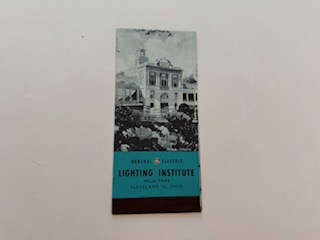 GENERAL ELECTRIC
LIGHTING INSTITUTE
NELA PARK
CLEVELAND 12, OHIO